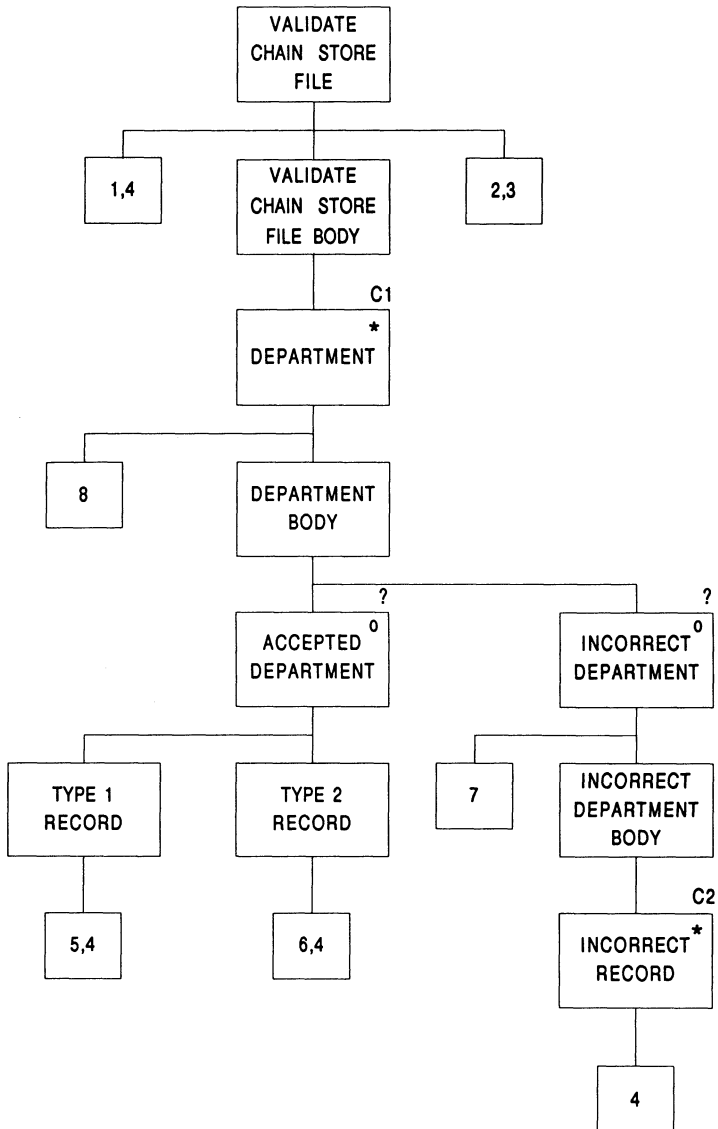 VALIDATE
CHAIN STORE
FILE
1,4
VALIDATE
CHAIN STORE
FILE BODY
2,3
C1
*
DEPARTMENT
8
DEPARTMENT
BODY
?
o
ACCEPTED
DEPARTMENT
?
o
INCORRECT
DEPARTMENT
TYPE 1
RECORD
TYPE 2
RECORD
7
INCORRECT
DEPARTMENT
BODY
5,4
6,4
C2
*
INCORRECT
RECORD
4